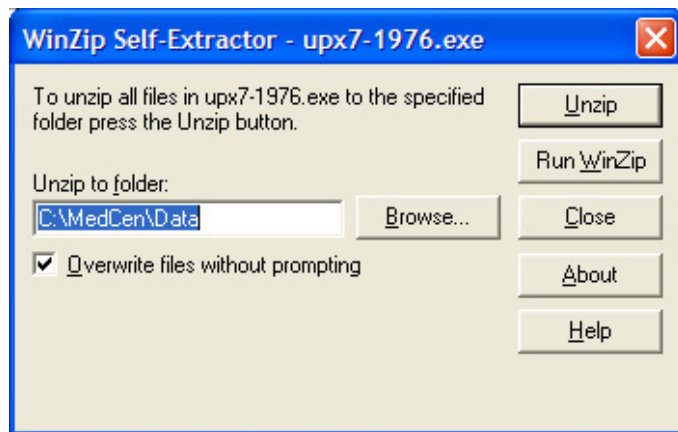 WinZip Self-Extractor - upx7-1976.exe
To unzip all files in upx7-1976.exe to the specified
folder press the Unzip button.
Unzip to folder:
C:\MedCen\Data
Browse...
Overwrite files without prompting
Unzip
Run WinZip
Close
About
Help